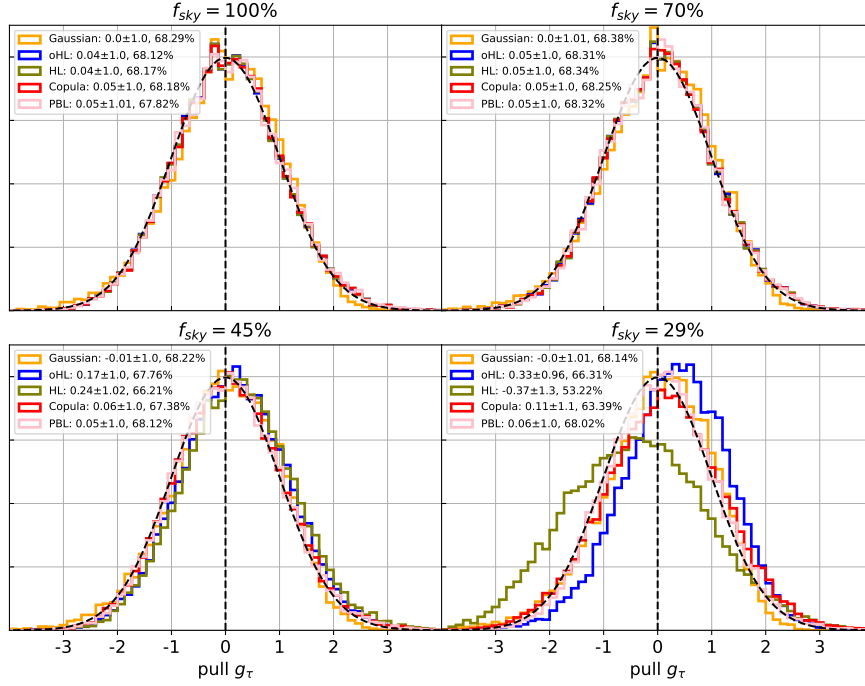 f_sky = 100%
Gaussian: 0.0±1.0, 68.29%
oHL: 0.04±1.0, 68.12%
HL: 0.04±1.0, 68.17%
Copula: 0.05±1.0, 68.18%
PBL: 0.05±1.01, 67.82%
f_sky = 70%
Gaussian: 0.0±1.01, 68.38%
oHL: 0.05±1.0, 68.31%
HL: 0.05±1.0, 68.34%
Copula: 0.05±1.0, 68.25%
PBL: 0.05±1.0, 68.32%
f_sky = 45%
Gaussian: -0.01±1.0, 68.22%
oHL: 0.17±1.0, 67.76%
HL: 0.24±1.02, 66.21%
Copula: 0.06±1.0, 67.38%
PBL: 0.05±1.0, 68.12%
f_sky = 29%
Gaussian: -0.0±1.01, 68.14%
oHL: 0.33±0.96, 66.31%
HL: -0.37±1.3, 53.22%
Copula: 0.11±1.1, 63.39%
PBL: 0.06±1.0, 68.02%
-3 -2 -1 0 1 2 3
-3 -2 -1 0 1 2 3
pull g_τ
pull g_τ